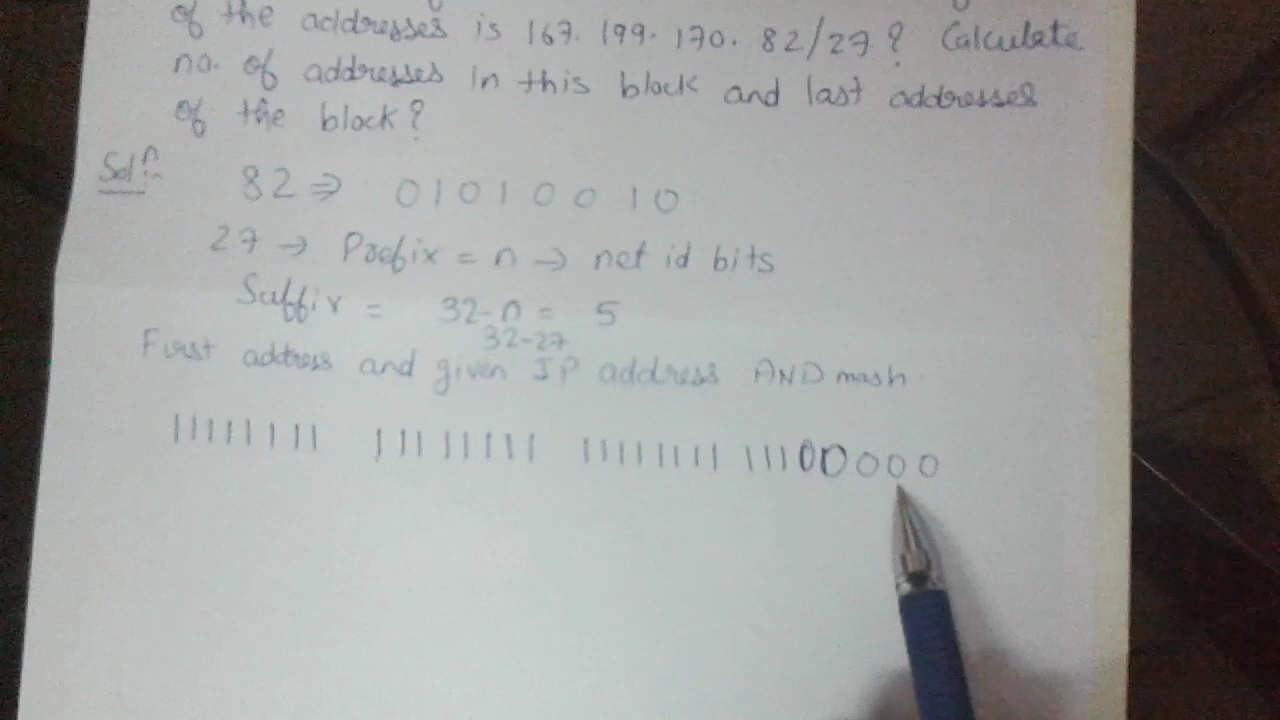 of the addresses is 167. 199. 170. 82/27? Calculate
no. of addresses in this block and last addresses
of the block?
Solⁿ
82 ⇒ 01010010
27 → Prefix = n → net id bits
Suffix = 32-n = 5
32-27
First address and given IP address AND mash
11111111 11111111 11111111 11100000